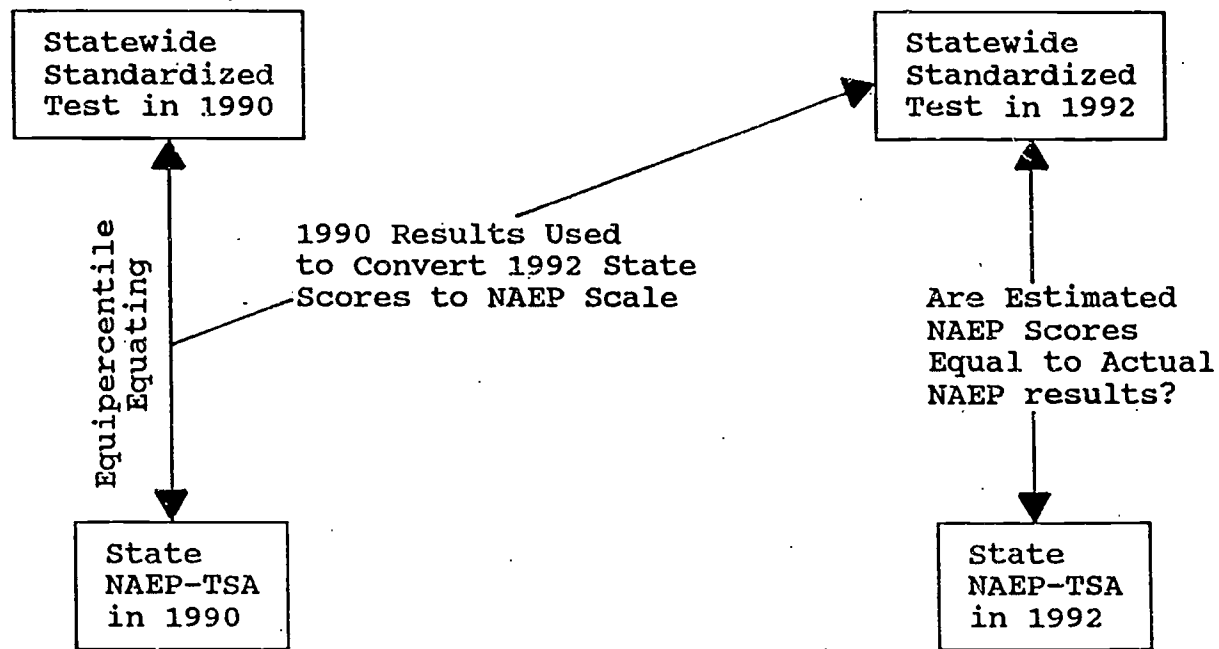 Statewide
Standardized
Test in 1990
Statewide
Standardized
Test in 1992
Equipercentile
Equating
1990 Results Used
to Convert 1992 State
Scores to NAEP Scale
Are Estimated
NAEP Scores
Equal to Actual
NAEP results?
State
NAEP-TSA
in 1990
State
NAEP-TSA
in 1992